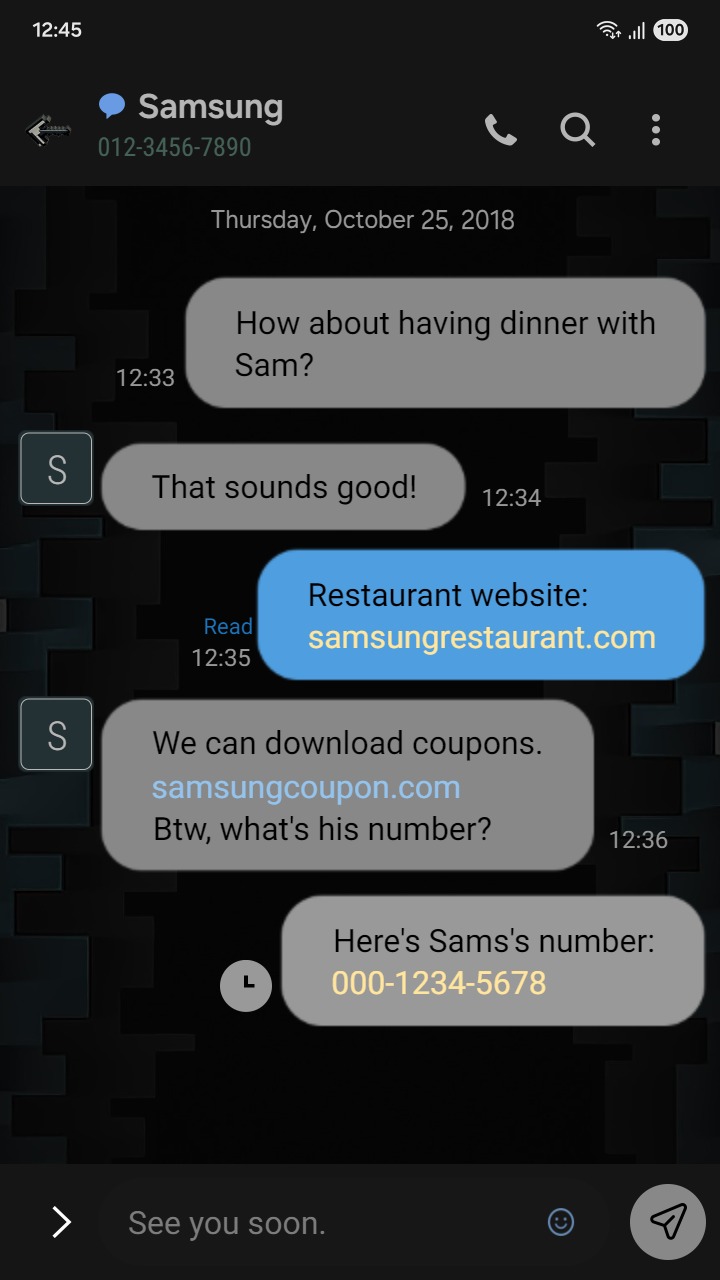 12:45
100
Samsung
012-3456-7890
Thursday, October 25, 2018
How about having dinner with
Sam?
12:33
S
That sounds good!
12:34
Restaurant website:
samsungrestaurant.com
Read
12:35
S
We can download coupons.
samsungcoupon.com
Btw, what's his number?
12:36
Here's Sams's number:
000-1234-5678
See you soon.